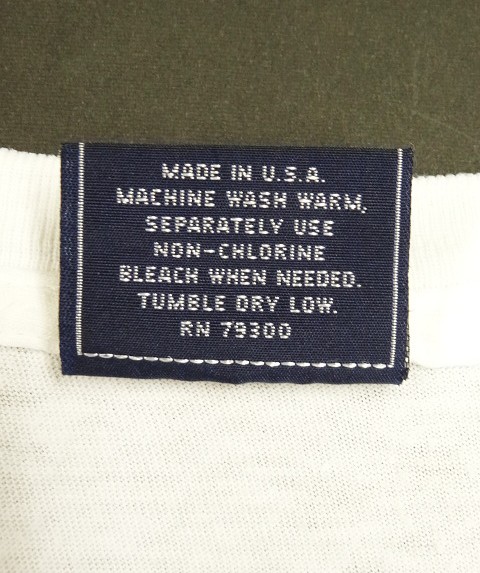 MADE IN U.S.A.
MACHINE WASH WARM,
SEPARATELY USE
NON-CHLORINE
BLEACH WHEN NEEDED.
TUMBLE DRY LOW.
RN 79300